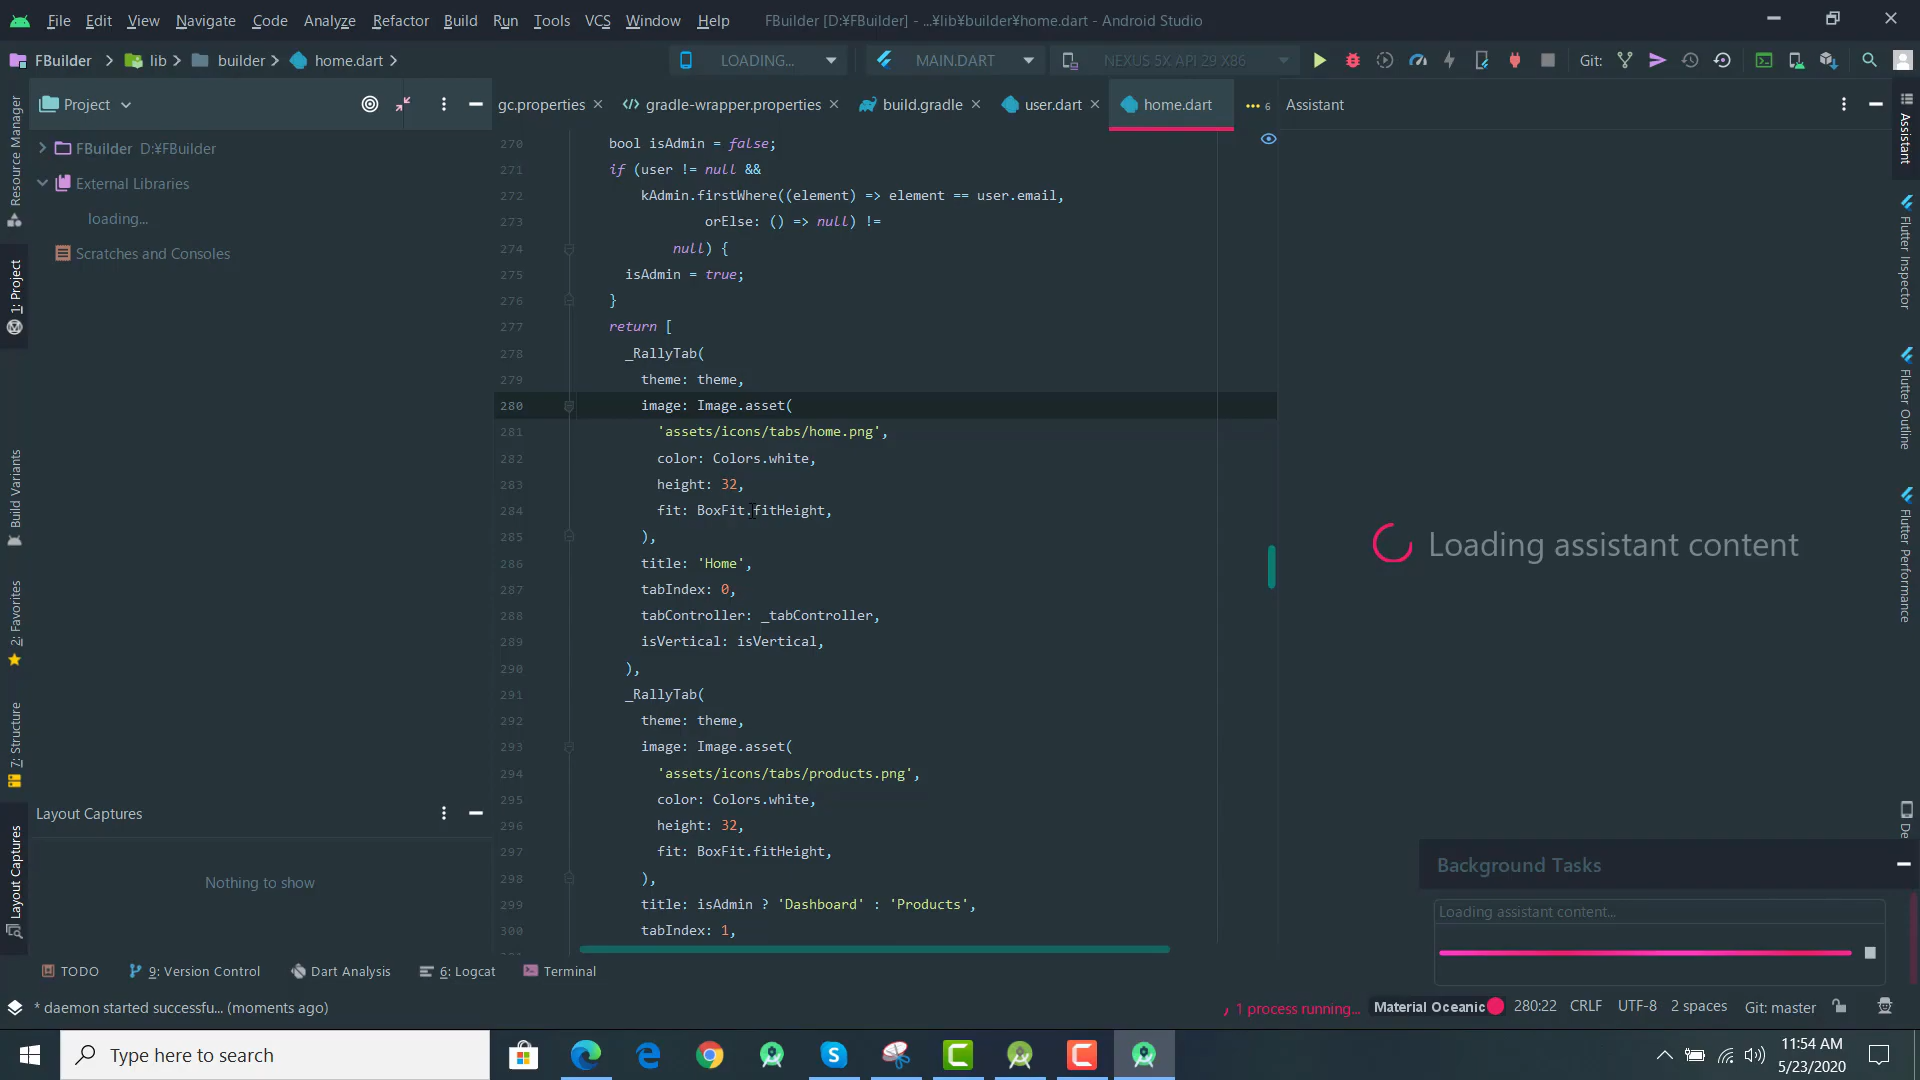 File Edit View Navigate Code Analyze Refactor Build Run Tools VCS Window Help FBuilder [D:¥FBuilder] - ...¥lib¥builder¥home.dart - Android Studio
FBuilder lib builder home.dart LOADING... MAIN.DART NEXUS 5X API 29 X86 Git:
Project
gc.properties gradle-wrapper.properties build.gradle user.dart home.dart 6 Assistant
FBuilder D:¥FBuilder
External Libraries
loading...
Scratches and Consoles
270 bool isAdmin = false;
271 if (user != null &&
272 kAdmin.firstWhere((element) => element == user.email,
273 orElse: () => null) !=
274 null) {
275 isAdmin = true;
276 }
277 return [
278 _RallyTab(
279 theme: theme,
280 image: Image.asset(
281 'assets/icons/tabs/home.png',
282 color: Colors.white,
283 height: 32,
284 fit: BoxFit.fitHeight,
285 ),
286 title: 'Home',
287 tabIndex: 0,
288 tabController: _tabController,
289 isVertical: isVertical,
290 ),
291 _RallyTab(
292 theme: theme,
293 image: Image.asset(
294 'assets/icons/tabs/products.png',
295 color: Colors.white,
296 height: 32,
297 fit: BoxFit.fitHeight,
298 ),
299 title: isAdmin ? 'Dashboard' : 'Products',
300 tabIndex: 1,
Loading assistant content
Background Tasks
Loading assistant content...
Layout Captures
Nothing to show
Resource Manager
1: Project
Build Variants
2: Favorites
7: Structure
Layout Captures
Assistant
Flutter Inspector
Flutter Outline
Flutter Performance
De
TODO 9: Version Control Dart Analysis 6: Logcat Terminal
* daemon started successfu... (moments ago) 1 process running... Material Oceanic 280:22 CRLF UTF-8 2 spaces Git: master
Type here to search
11:54 AM
5/23/2020